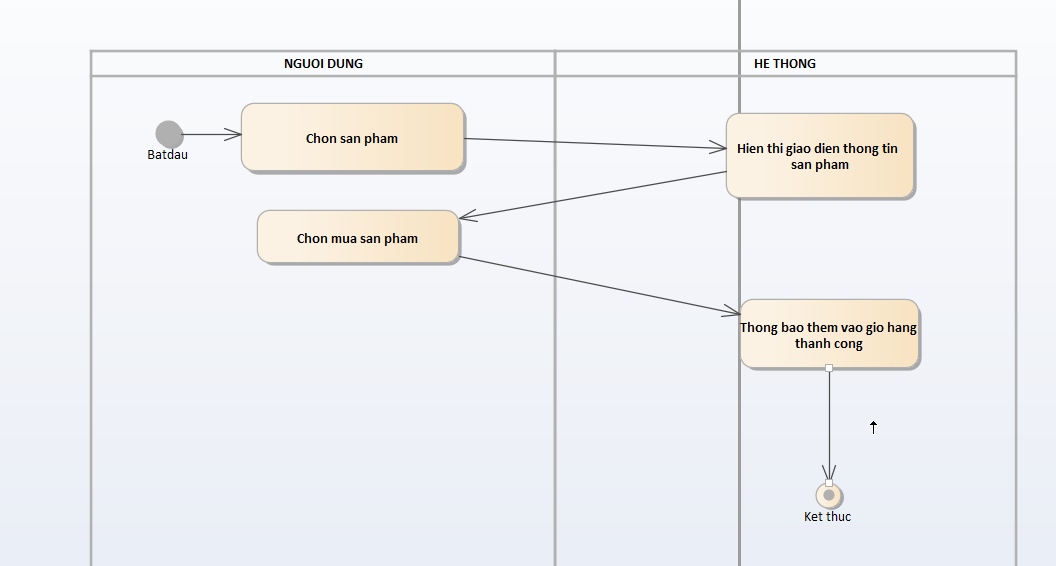 NGUOI DUNG
HE THONG
Batdau
Chon san pham
Hien thi giao dien thong tin
san pham
Chon mua san pham
Thong bao them vao gio hang
thanh cong
Ket thuc